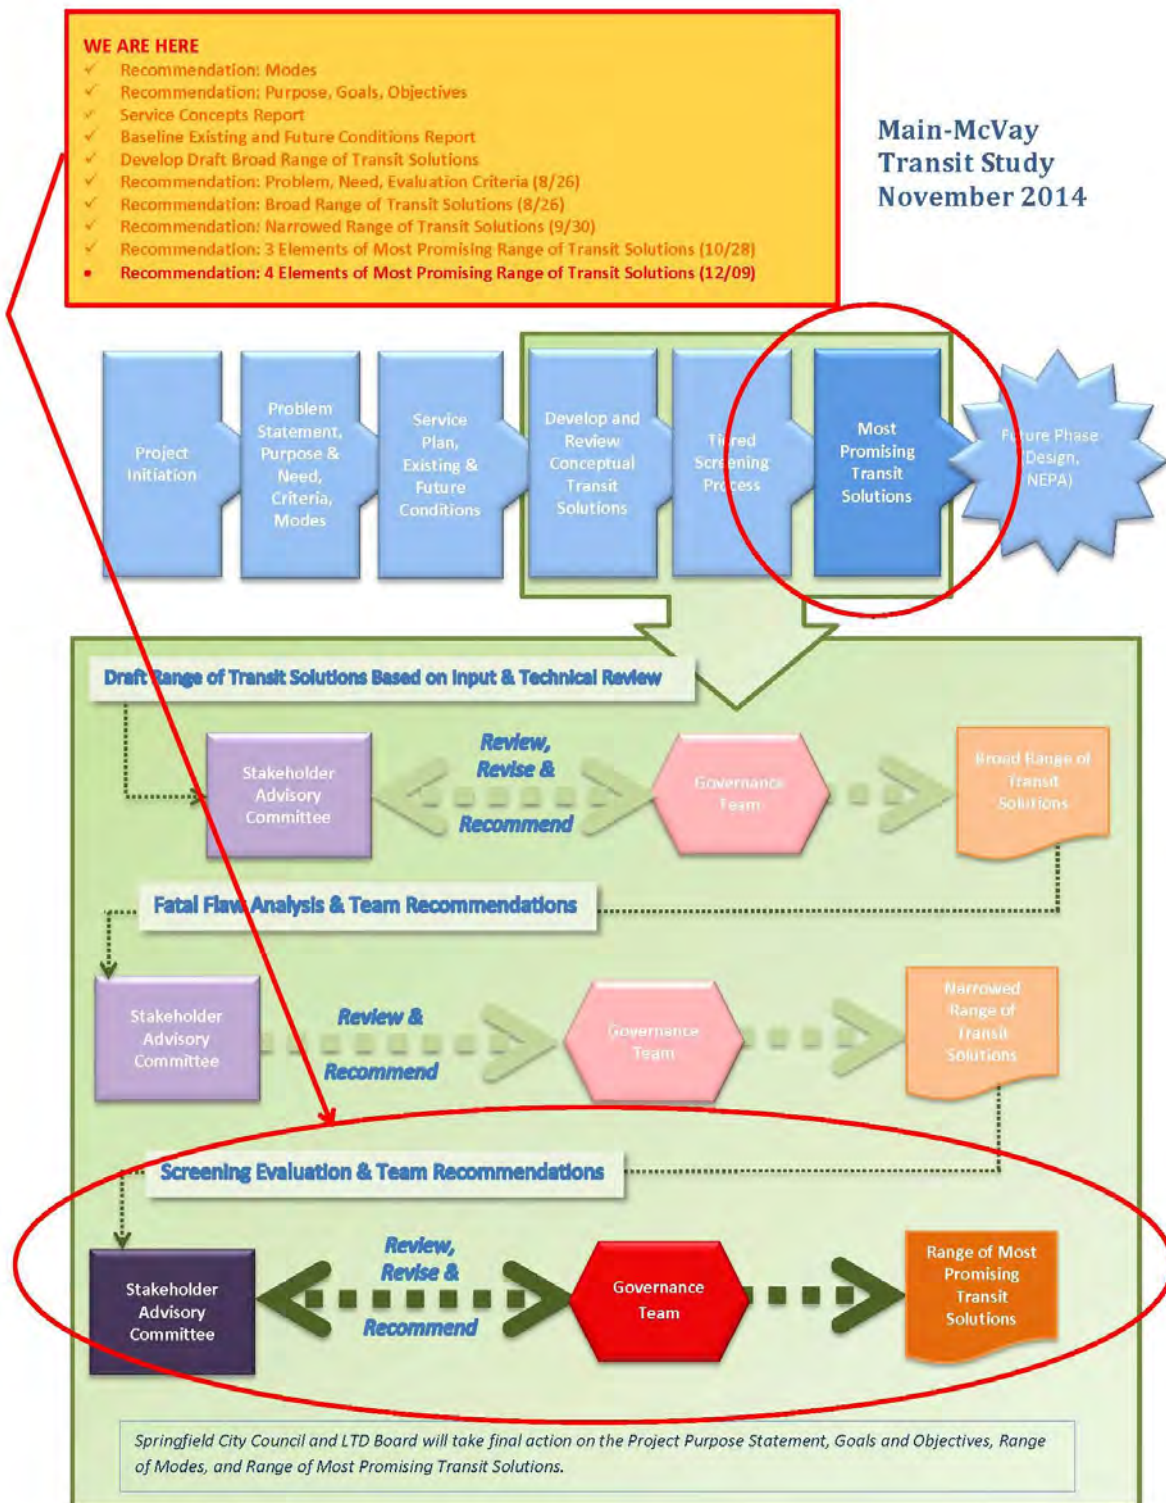 WE ARE HERE
✓ Recommendation: Modes
✓ Recommendation: Purpose, Goals, Objectives
✓ Service Concepts Report
✓ Baseline Existing and Future Conditions Report
✓ Develop Draft Broad Range of Transit Solutions
✓ Recommendation: Problem, Need, Evaluation Criteria (8/26)
✓ Recommendation: Broad Range of Transit Solutions (8/26)
✓ Recommendation: Narrowed Range of Transit Solutions (9/30)
✓ Recommendation: 3 Elements of Most Promising Range of Transit Solutions (10/28)
• Recommendation: 4 Elements of Most Promising Range of Transit Solutions (12/09)
Main-McVay
Transit Study
November 2014
Project
Initiation
Problem
Statement,
Purpose &
Need,
Criteria,
Modes
Service
Plan,
Existing &
Future
Conditions
Develop and
Review
Conceptual
Transit
Solutions
Tiered
Screening
Process
Most
Promising
Transit
Solutions
Future Phase
(Design,
NEPA)
Draft Range of Transit Solutions Based on Input & Technical Review
Stakeholder
Advisory
Committee
Review,
Revise &
Recommend
Governance
Team
Broad Range of
Transit
Solutions
Fatal Flaw Analysis & Team Recommendations
Stakeholder
Advisory
Committee
Review &
Recommend
Governance
Team
Narrowed
Range of
Transit
Solutions
Screening Evaluation & Team Recommendations
Stakeholder
Advisory
Committee
Review,
Revise &
Recommend
Governance
Team
Range of Most
Promising
Transit
Solutions
Springfield City Council and LTD Board will take final action on the Project Purpose Statement, Goals and Objectives, Range
of Modes, and Range of Most Promising Transit Solutions.